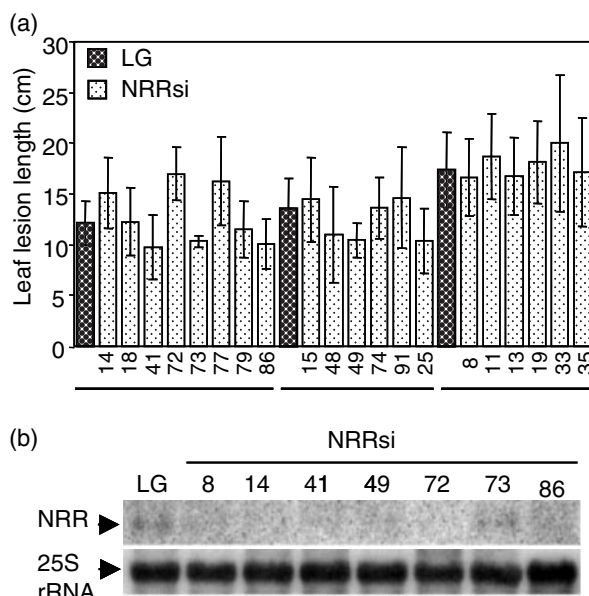 (a)
30
25
20
15
10
5
0
Leaf lesion length (cm)
LG
NRRsi
14 18 41 72 73 77 79 86 15 48 49 74 91 25 8 11 13 19 33 35
(b)
NRRsi
LG 8 14 41 49 72 73 86
NRR
25S
rRNA